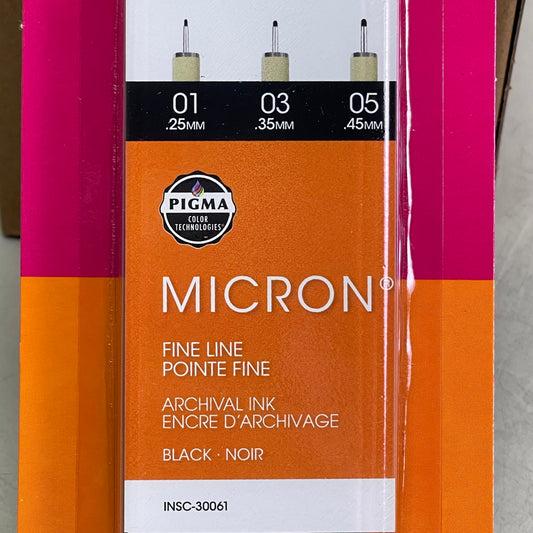 01 03 05
.25MM .35MM .45MM
PIGMA
COLOR
TECHNOLOGIES
MICRON®
FINE LINE
POINTE FINE
ARCHIVAL INK
ENCRE D'ARCHIVAGE
BLACK · NOIR
INSC-30061